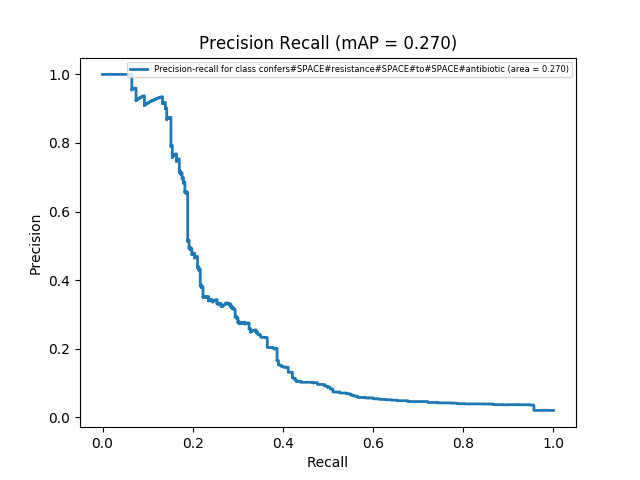 Precision Recall (mAP = 0.270)
Precision-recall for class confers#SPACE#resistance#SPACE#to#SPACE#antibiotic (area = 0.270)
1.0
0.8
0.6
0.4
0.2
0.0
Precision
0.0 0.2 0.4 0.6 0.8 1.0
Recall